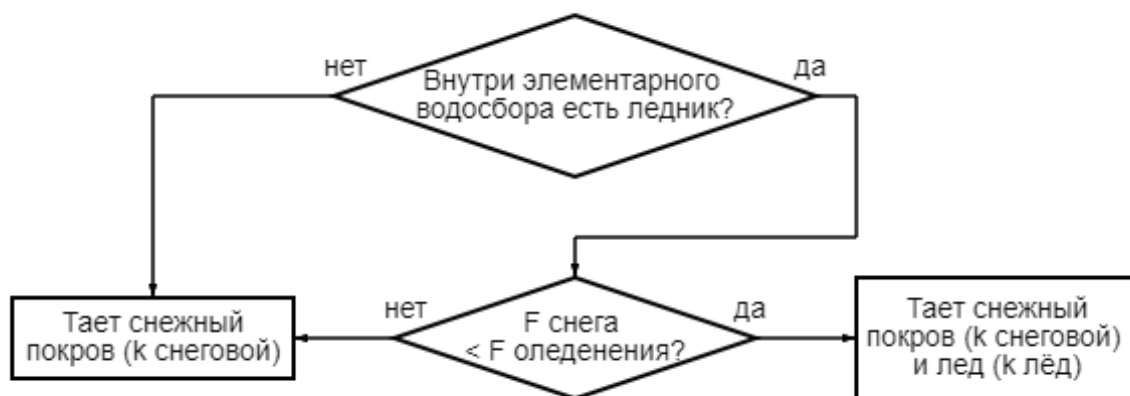 нет
Внутри элементарного
водосбора есть ледник?
да
Тает снежный
покров (k снеговой)
нет
F снега
< F оледенения?
да
Тает снежный
покров (k снеговой)
и лед (k лёд)